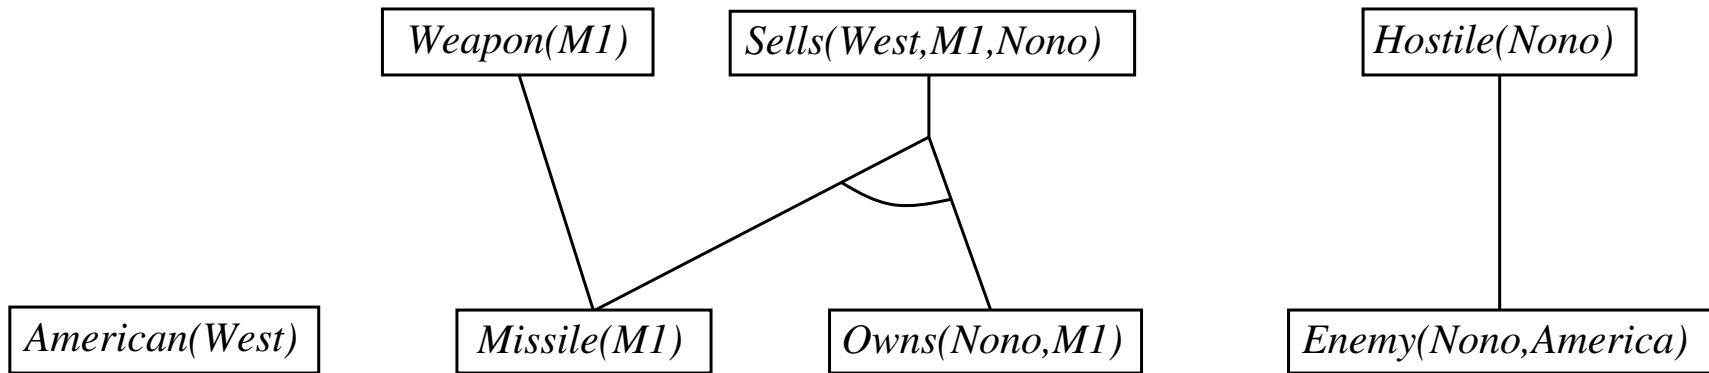 Weapon(M1)
Sells(West,M1,Nono)
Hostile(Nono)
American(West)
Missile(M1)
Owns(Nono,M1)
Enemy(Nono,America)